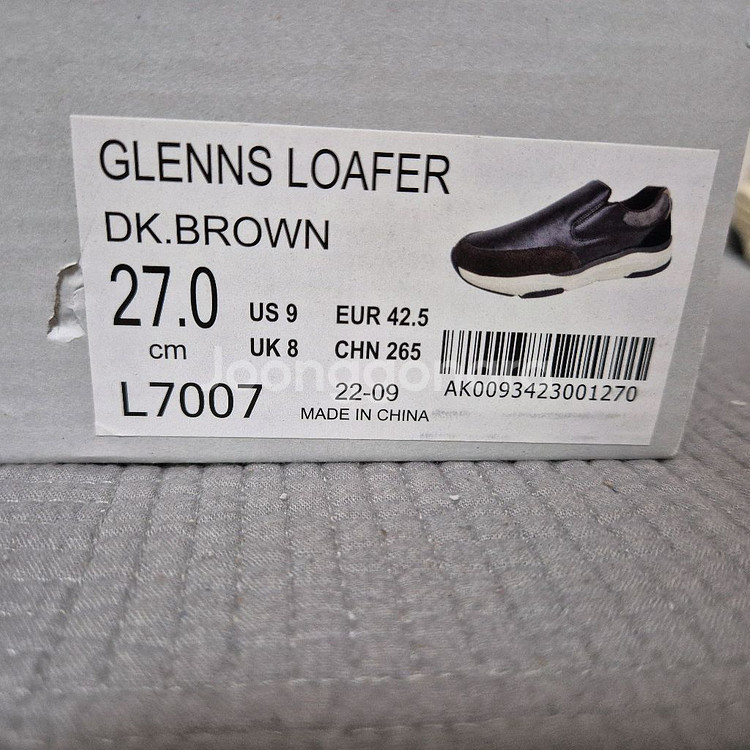 GLENNS LOAFER
DK.BROWN
27.0 US 9 EUR 42.5
cm UK 8 CHN 265
L7007 22-09 AK0093423001270
MADE IN CHINA